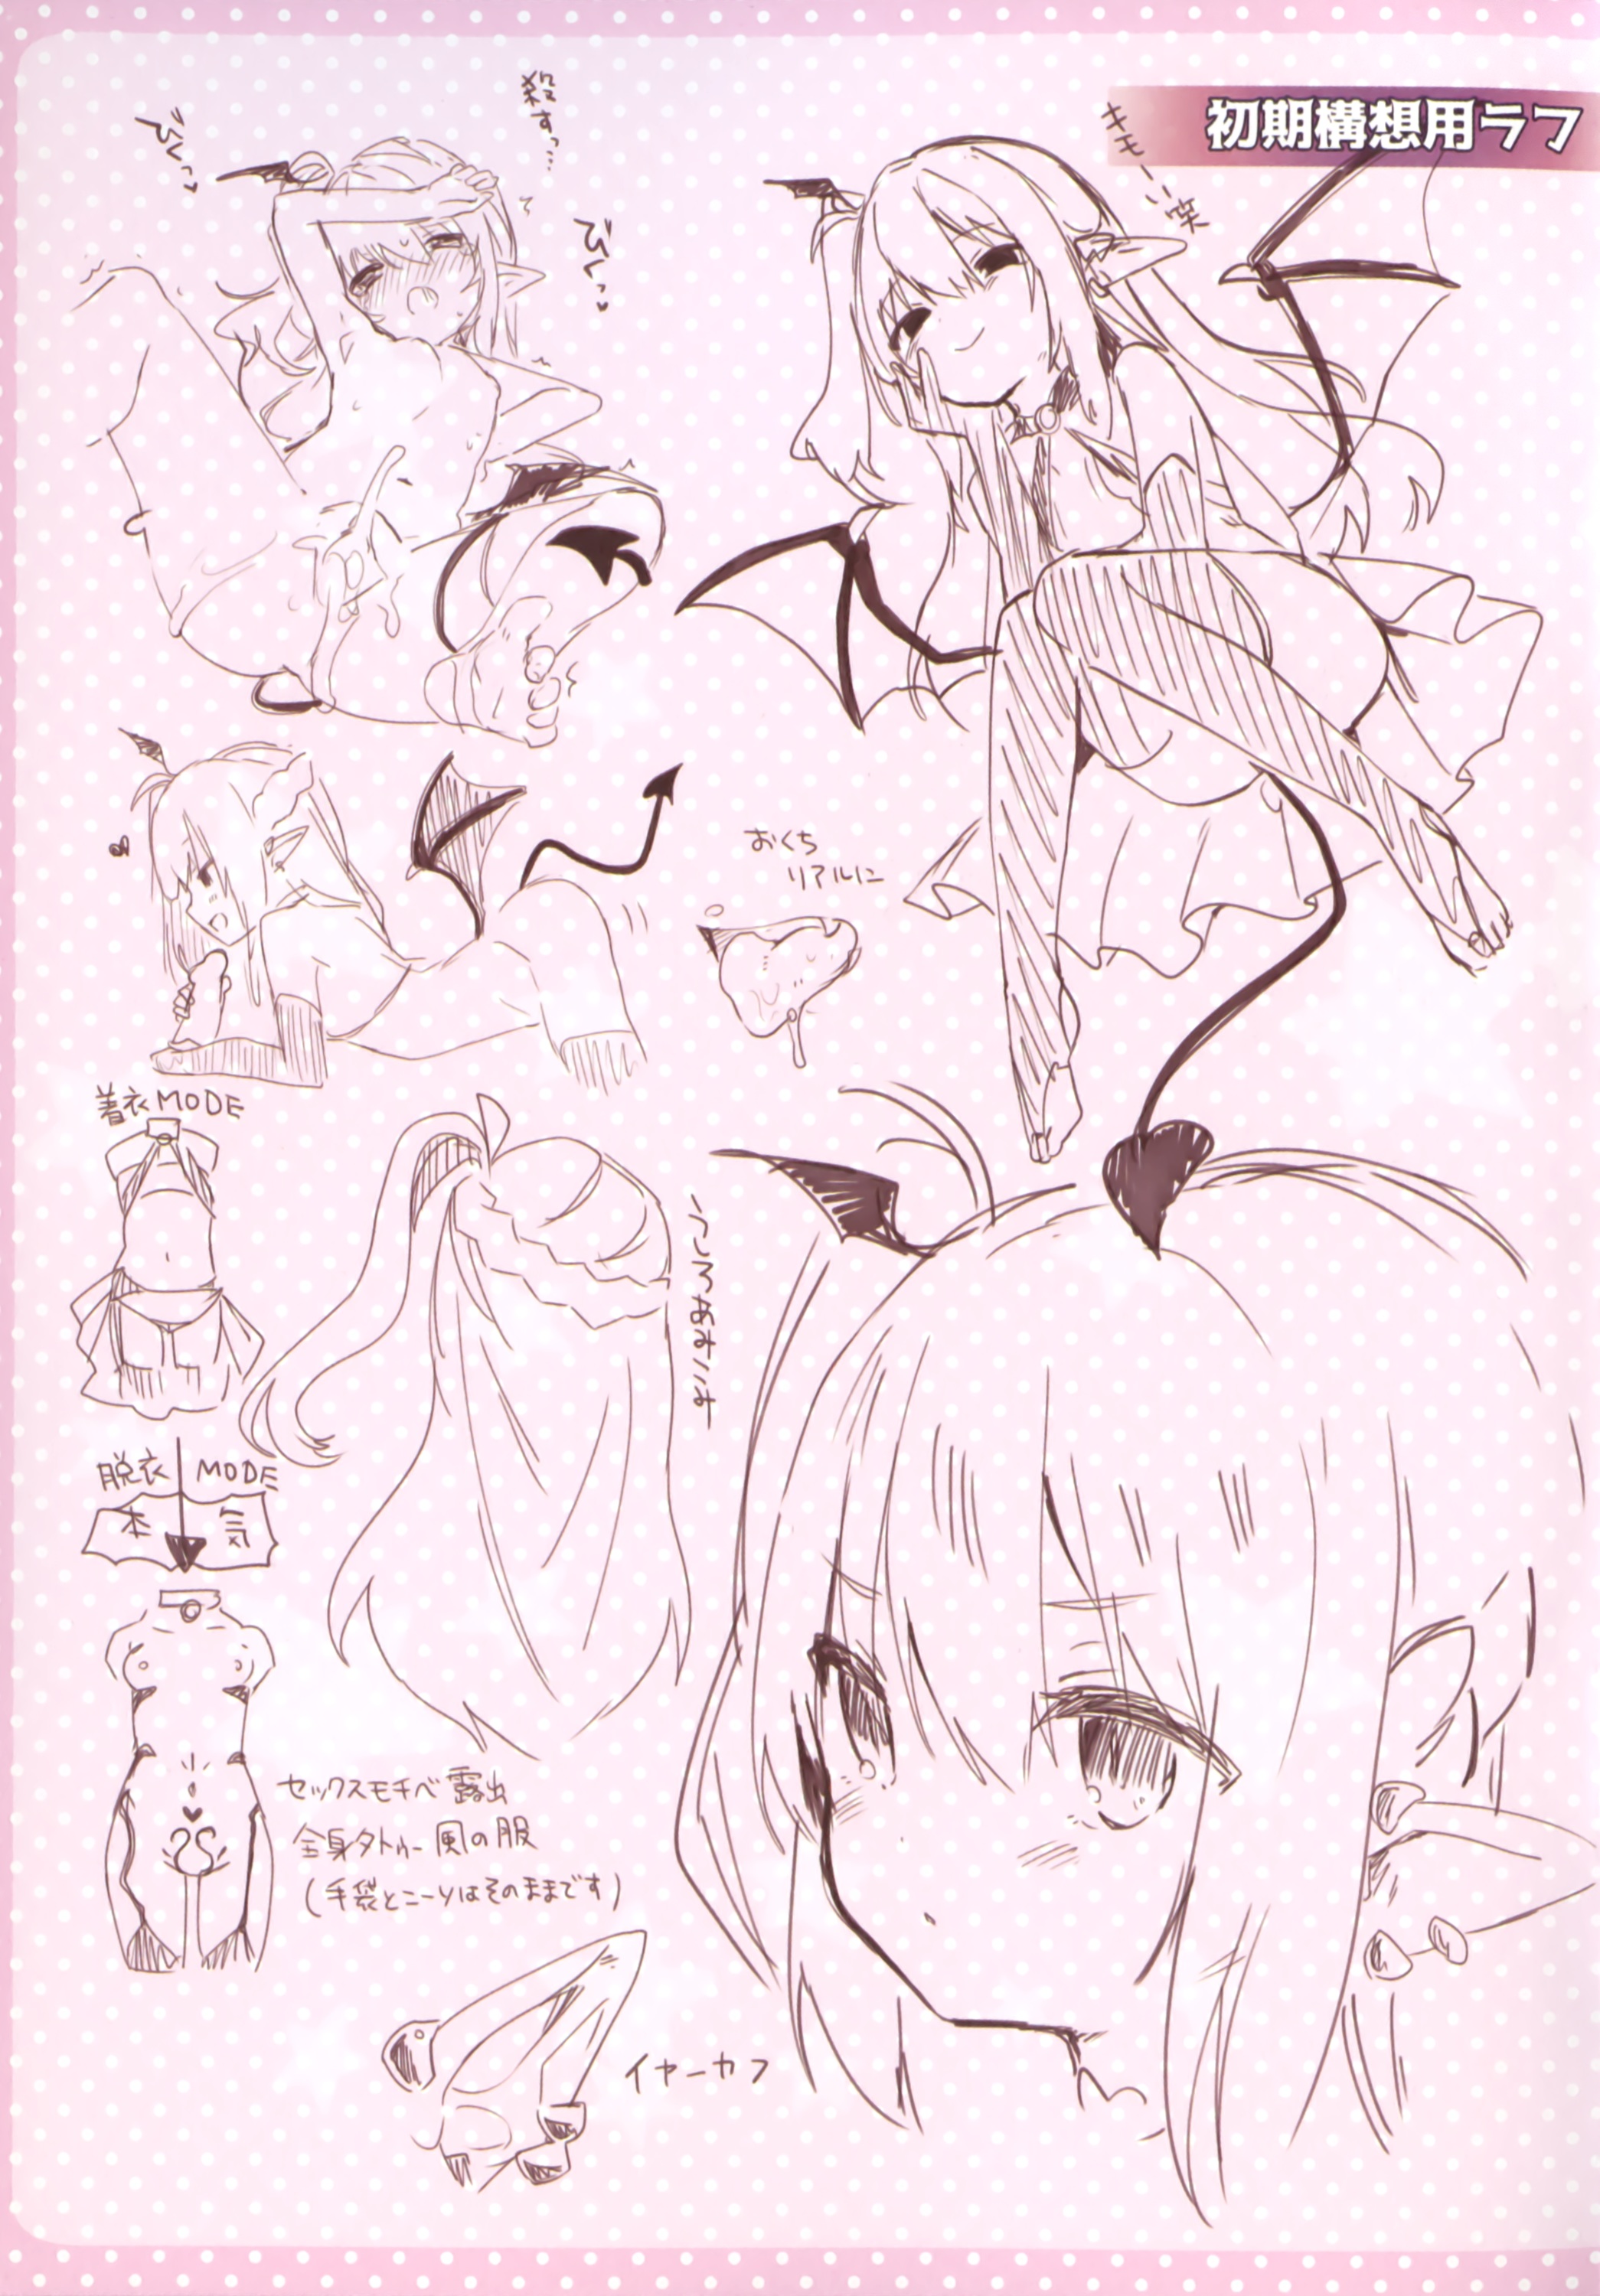 初期構想用ラフ
殺すっ…
びくっ♥
びくっ♥
キモーい笑
おくち
リアルに
着衣MODE
うしろあみこみ
脱衣 MODE
本気
セックスモチベ露出
全身タトゥー風の服
(手袋とニーソはそのままです)
イヤーカフ